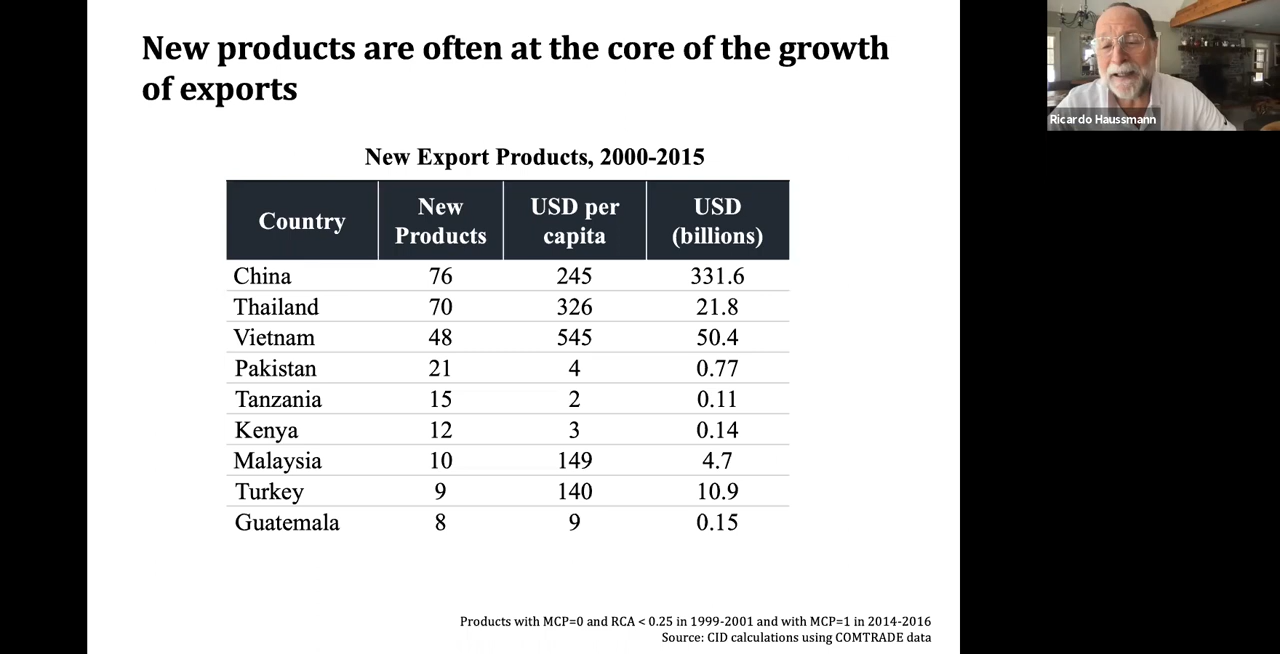 New products are often at the core of the growth
of exports
Ricardo Haussmann
New Export Products, 2000-2015
Country New Products USD per capita USD (billions)
China 76 245 331.6
Thailand 70 326 21.8
Vietnam 48 545 50.4
Pakistan 21 4 0.77
Tanzania 15 2 0.11
Kenya 12 3 0.14
Malaysia 10 149 4.7
Turkey 9 140 10.9
Guatemala 8 9 0.15
Products with MCP=0 and RCA < 0.25 in 1999-2001 and with MCP=1 in 2014-2016
Source: CID calculations using COMTRADE data